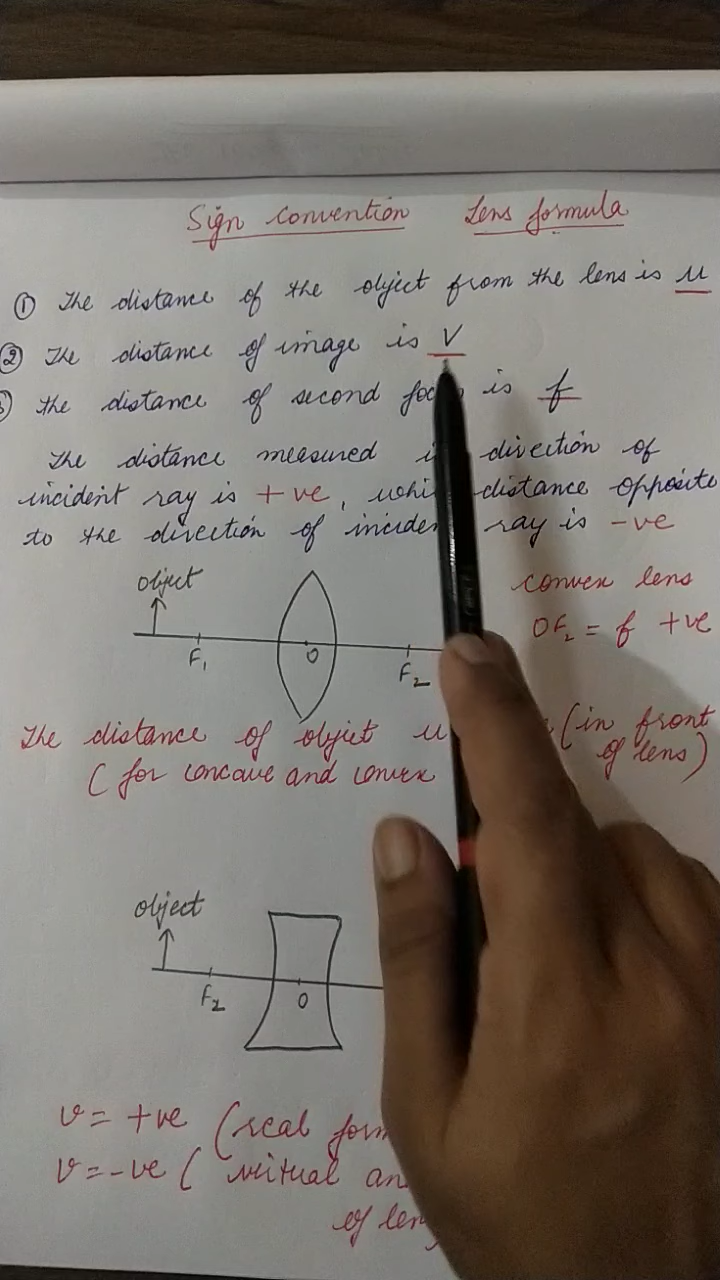 Sign convention Lens formula
① The distance of the object from the lens is u
② The distance of image is V
the distance of second is f
The distance measured direction of
incident ray is +ve, distance opposite
to the direction of ray is -ve
object
convex lens
OF₂ = f +ve
F₁ O F₂
The distance of object u (in front
of lens)
(for concave and convex
object
F₂ O
v = +ve (real
v = -ve (virtual
of